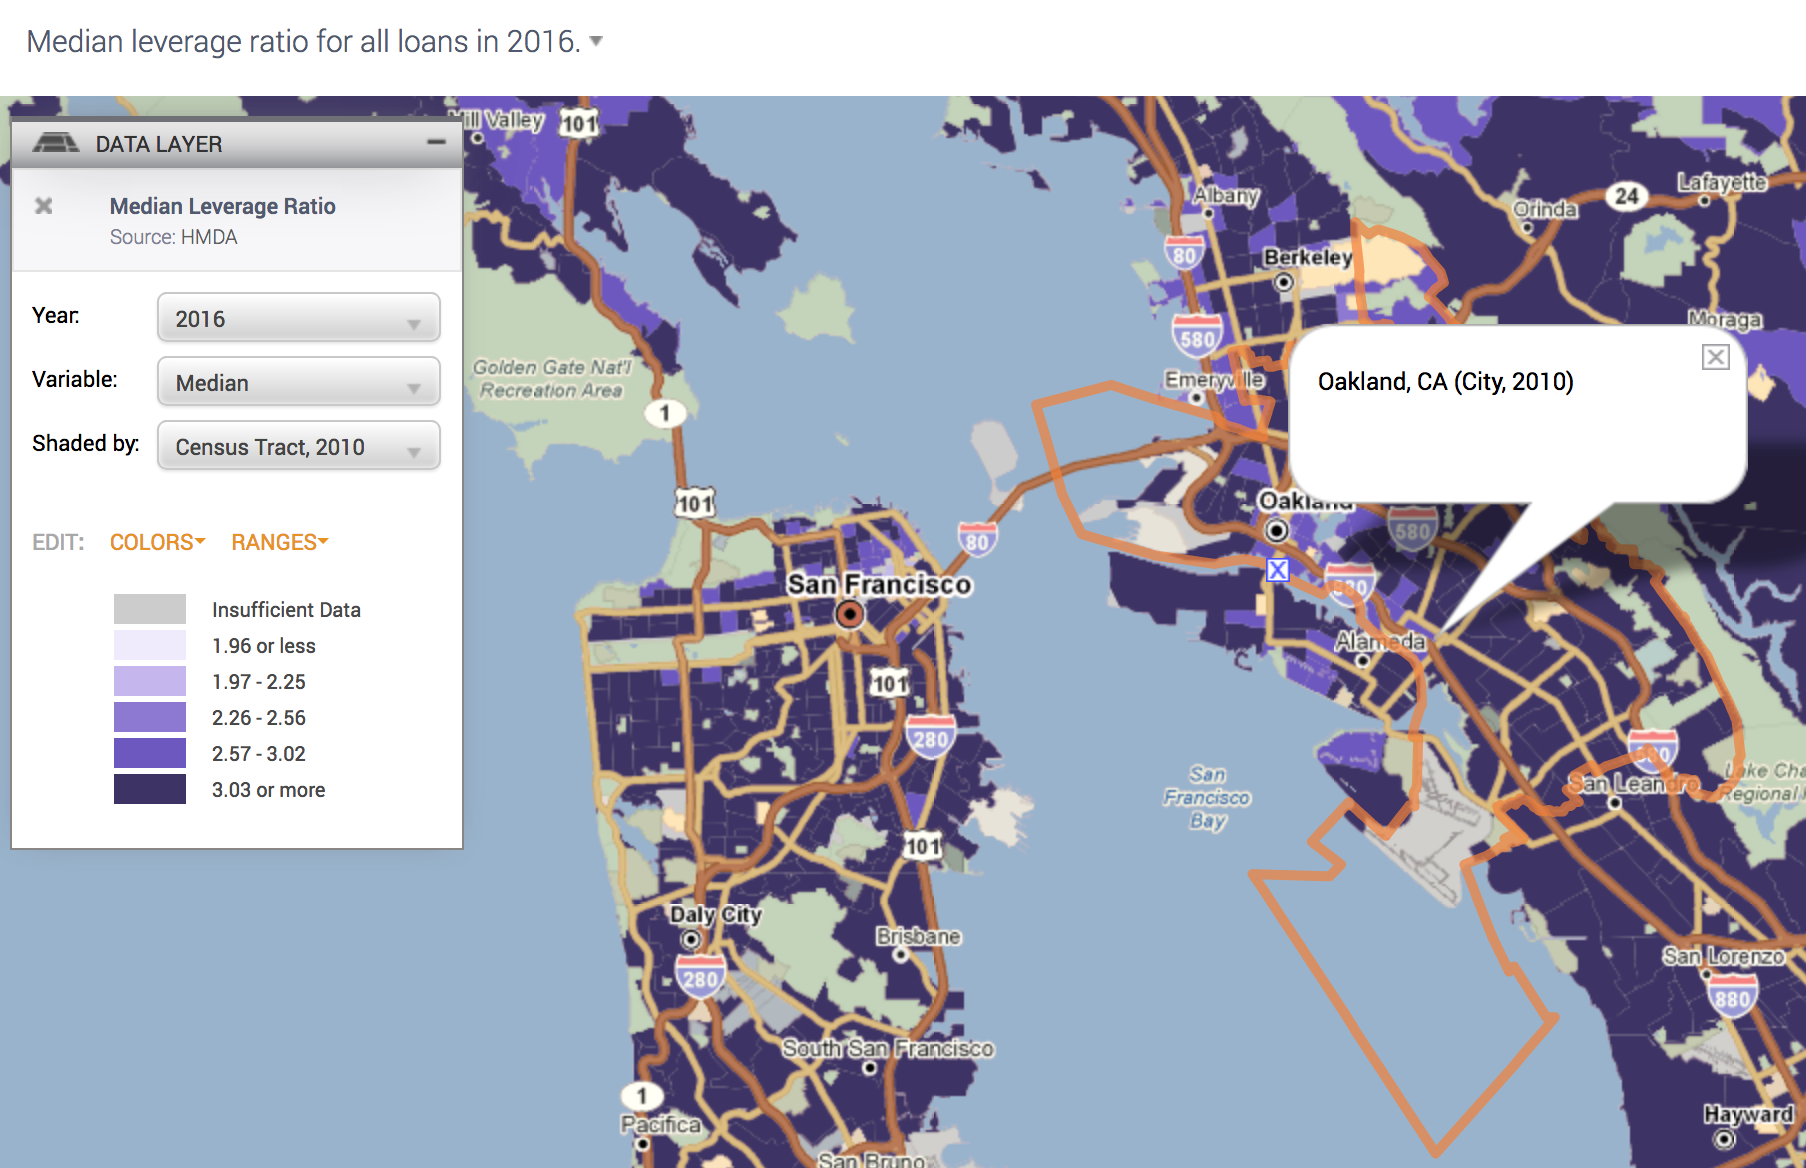 Median leverage ratio for all loans in 2016.
DATA LAYER
Median Leverage Ratio
Source: HMDA
Year:
2016
Variable:
Median
Shaded by:
Census Tract, 2010
EDIT: COLORS RANGES
Insufficient Data
1.96 or less
1.97 - 2.25
2.26 - 2.56
2.57 - 3.02
3.03 or more
Mill Valley
101
Albany
Lafayette
24
Orinda
80
Berkeley
580
Moraga
Golden Gate Nat'l
Recreation Area
Emeryville
1
Oakland, CA (City, 2010)
101
Oakland
80
580
San Francisco
Alameda
101
280
San
Francisco
Bay
San Leandro
Lake Cha
Regional
101
Daly City
Brisbane
280
San Lorenzo
880
South San Francisco
1
Pacifica
Hayward
San Bruno